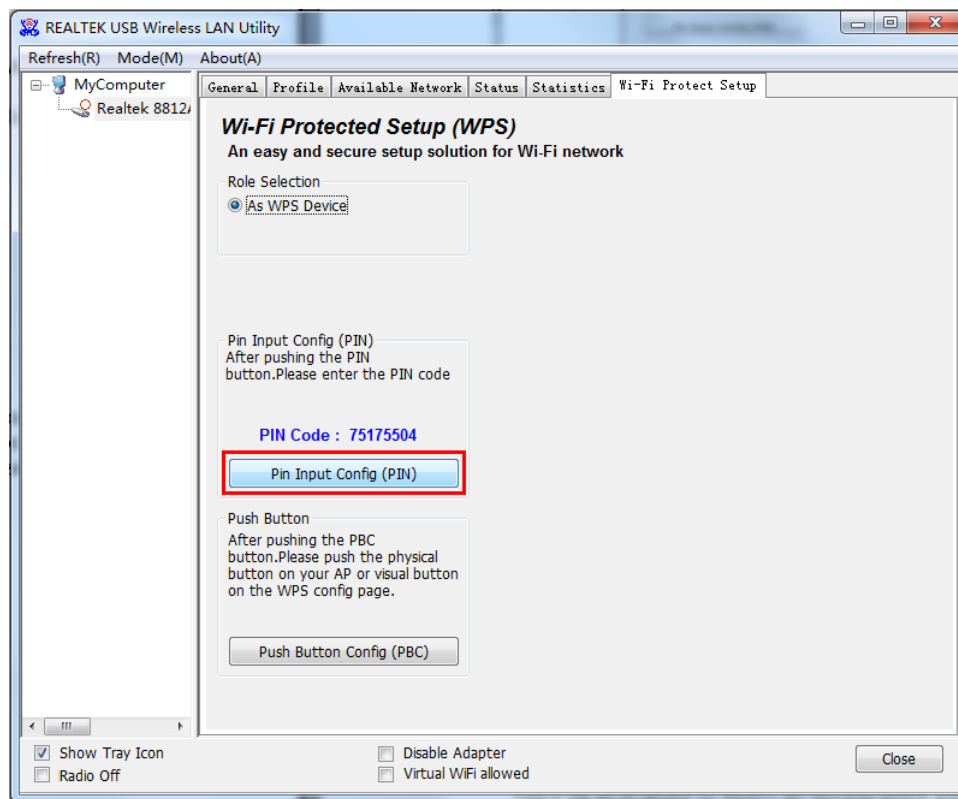 REALTEK USB Wireless LAN Utility
Refresh(R) Mode(M) About(A)
MyComputer
Realtek 8812A
General Profile Available Network Status Statistics Wi-Fi Protect Setup
Wi-Fi Protected Setup (WPS)
An easy and secure setup solution for Wi-Fi network
Role Selection
As WPS Device
Pin Input Config (PIN)
After pushing the PIN
button.Please enter the PIN code
PIN Code : 75175504
Pin Input Config (PIN)
Push Button
After pushing the PBC
button.Please push the physical
button on your AP or visual button
on the WPS config page.
Push Button Config (PBC)
Show Tray Icon
Radio Off
Disable Adapter
Virtual WiFi allowed
Close